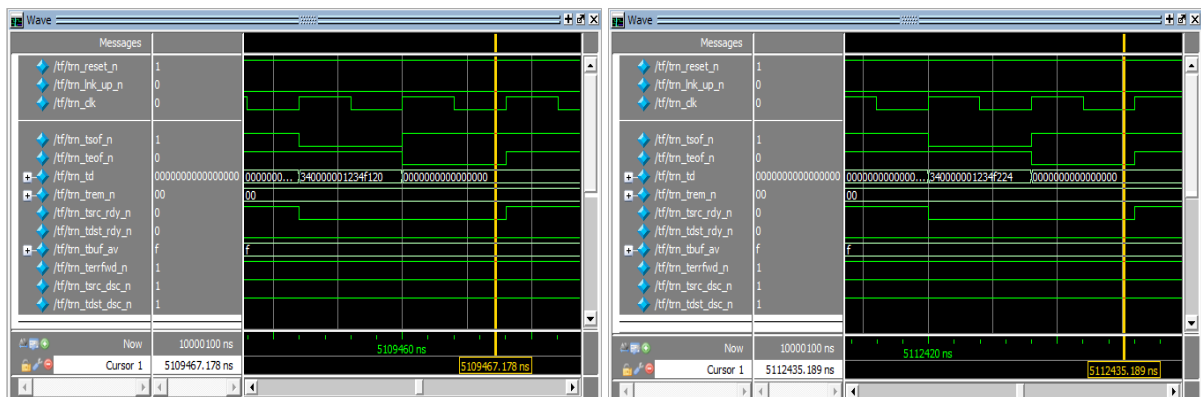 Wave
Messages
/tf/trn_reset_n 1
/tf/trn_lnk_up_n 0
/tf/trn_clk 0
/tf/trn_tsof_n 1
/tf/trn_teof_n 0
/tf/trn_td 0000000000000000 0000000... 340000001234f120 0000000000000000
/tf/trn_trem_n 00 00
/tf/trn_tsrc_rdy_n 0
/tf/trn_tdst_rdy_n 0
/tf/trn_tbuf_av f f
/tf/trn_terrfwd_n 1
/tf/trn_tsrc_dsc_n 1
/tf/trn_tdst_dsc_n 1
Now 10000100 ns 5109460 ns
Cursor 1 5109467.178 ns 5109467.178 ns
Wave
Messages
/tf/trn_reset_n 1
/tf/trn_lnk_up_n 0
/tf/trn_clk 0
/tf/trn_tsof_n 1
/tf/trn_teof_n 0
/tf/trn_td 0000000000000000 000000000000... 340000001234f224 0000000000000000
/tf/trn_trem_n 00 00
/tf/trn_tsrc_rdy_n 0
/tf/trn_tdst_rdy_n 0
/tf/trn_tbuf_av f f
/tf/trn_terrfwd_n 1
/tf/trn_tsrc_dsc_n 1
/tf/trn_tdst_dsc_n 1
Now 10000100 ns 5112420 ns
Cursor 1 5112435.189 ns 5112435.189 ns